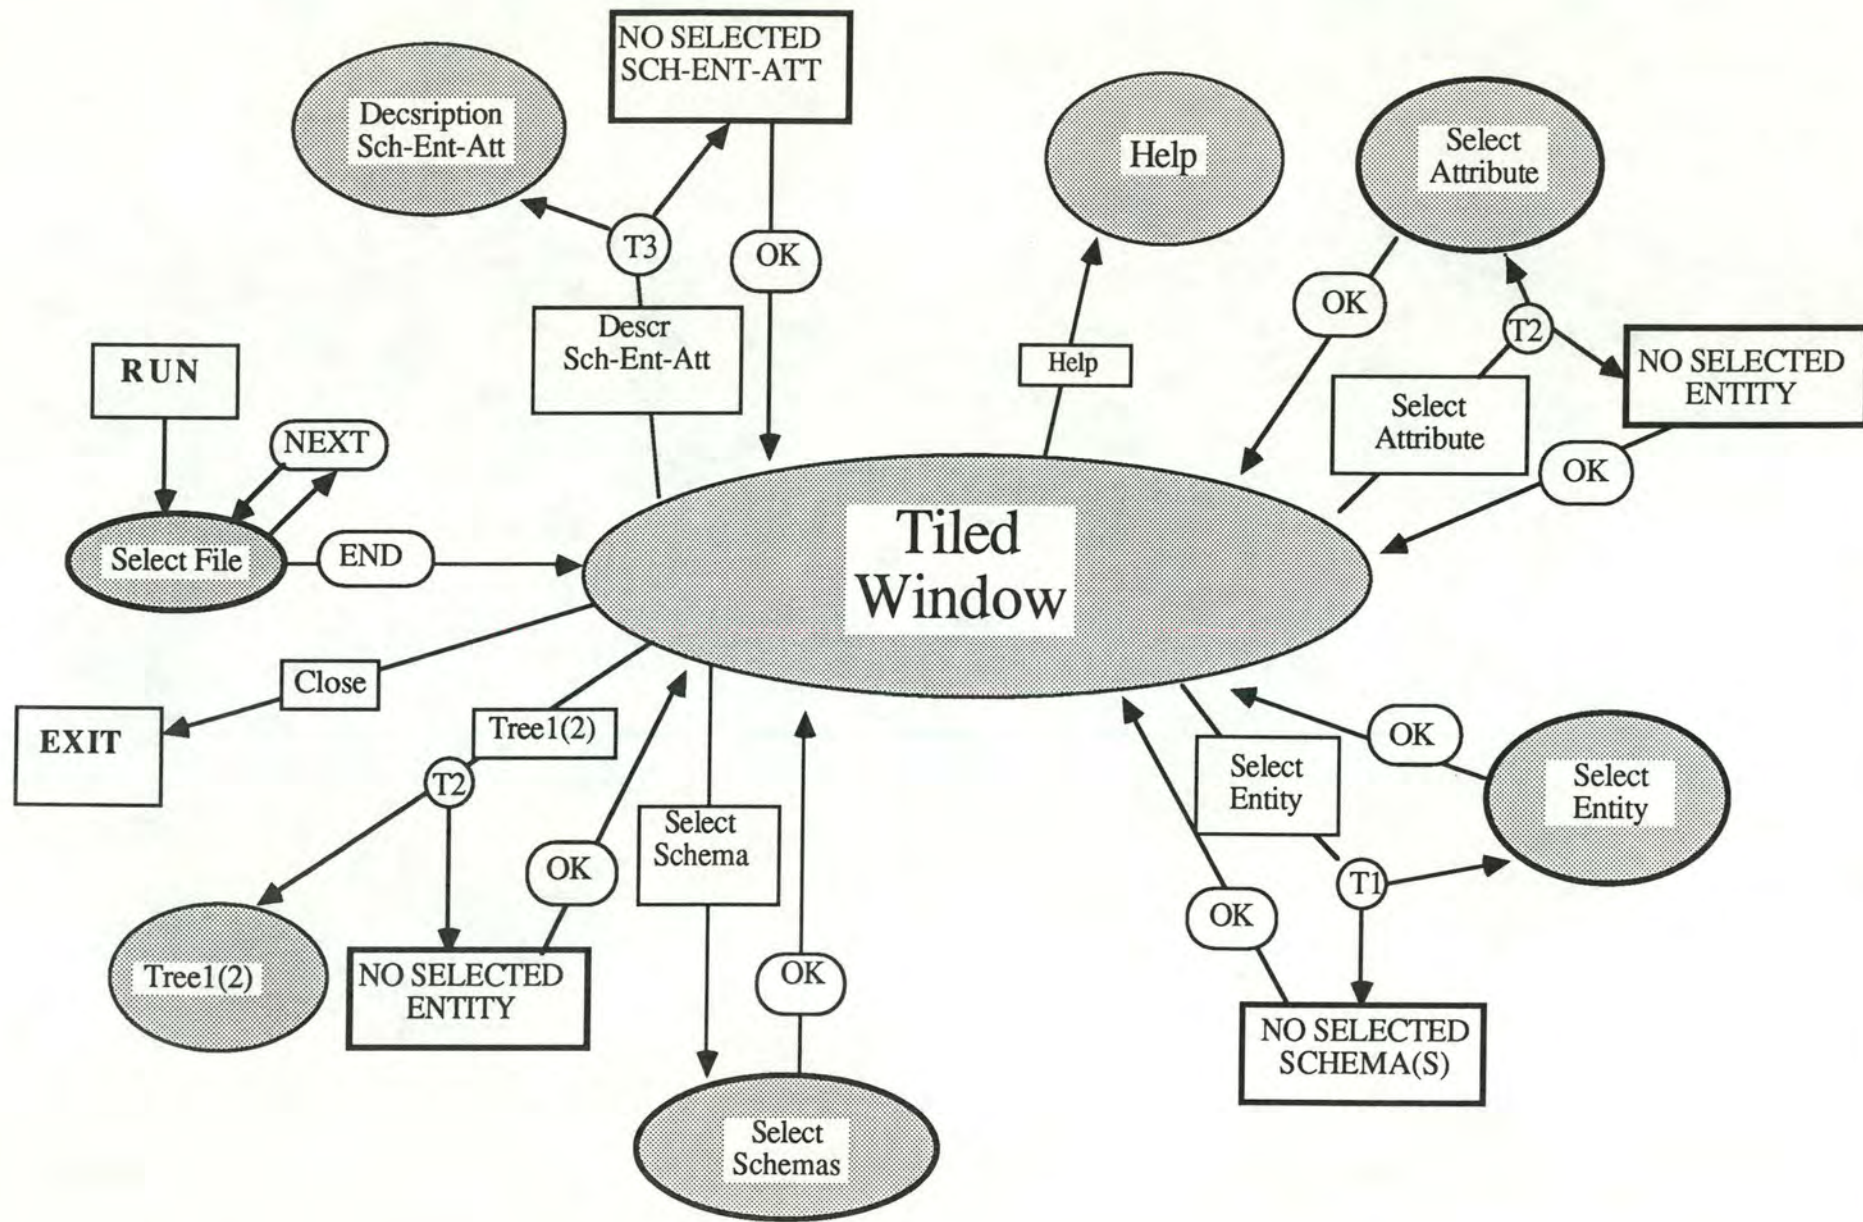 NO SELECTED
SCH-ENT-ATT
Decsription
Sch-Ent-Att
Help
Select
Attribute
T3
OK
OK
T2
Descr
Sch-Ent-Att
Help
NO SELECTED
ENTITY
RUN
Select
Attribute
NEXT
OK
Select File
END
Tiled
Window
Close
EXIT
Tree1(2)
T2
OK
Select
Entity
Select
Entity
Select
Schema
OK
T1
OK
Tree1(2)
NO SELECTED
ENTITY
OK
NO SELECTED
SCHEMA(S)
Select
Schemas